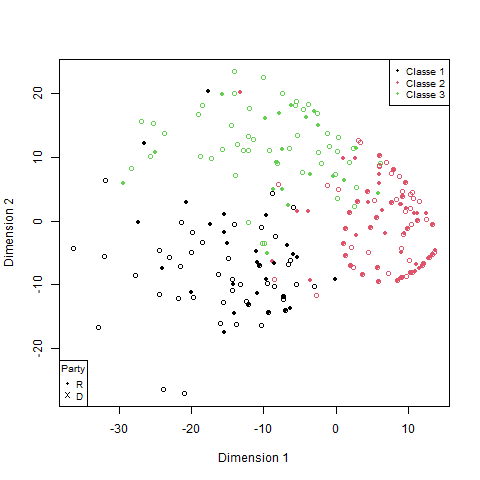 Classe 1
Classe 2
Classe 3
20
10
0
-10
-20
Dimension 2
Party
R
D
-30
-20
-10
0
10
Dimension 1